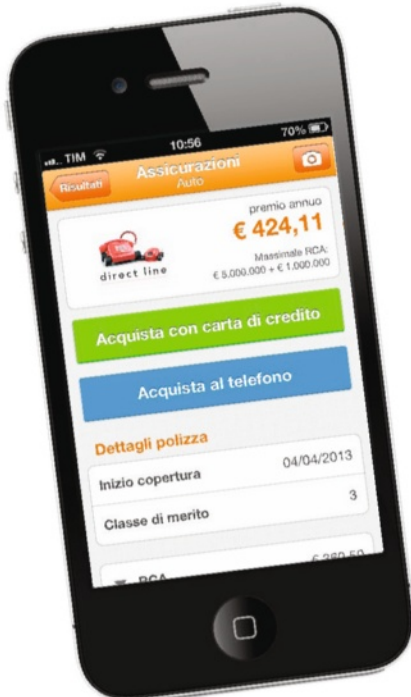 TIM 10:56 70%
Risultati
Assicurazioni
Auto
premio annuo
€ 424,11
direct line
Massimale RCA:
€ 5.000.000 + € 1.000.000
Acquista con carta di credito
Acquista al telefono
Dettagli polizza
Inizio copertura 04/04/2013
Classe di merito 3
RCA